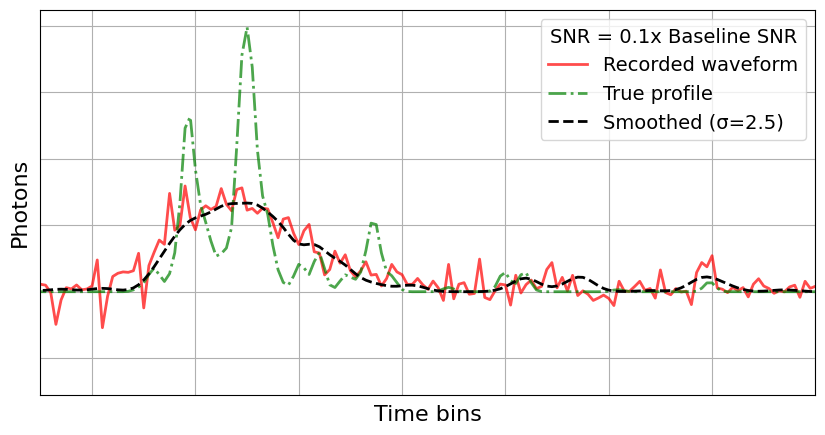 SNR = 0.1x Baseline SNR
Recorded waveform
True profile
Smoothed (σ=2.5)
Photons
Time bins